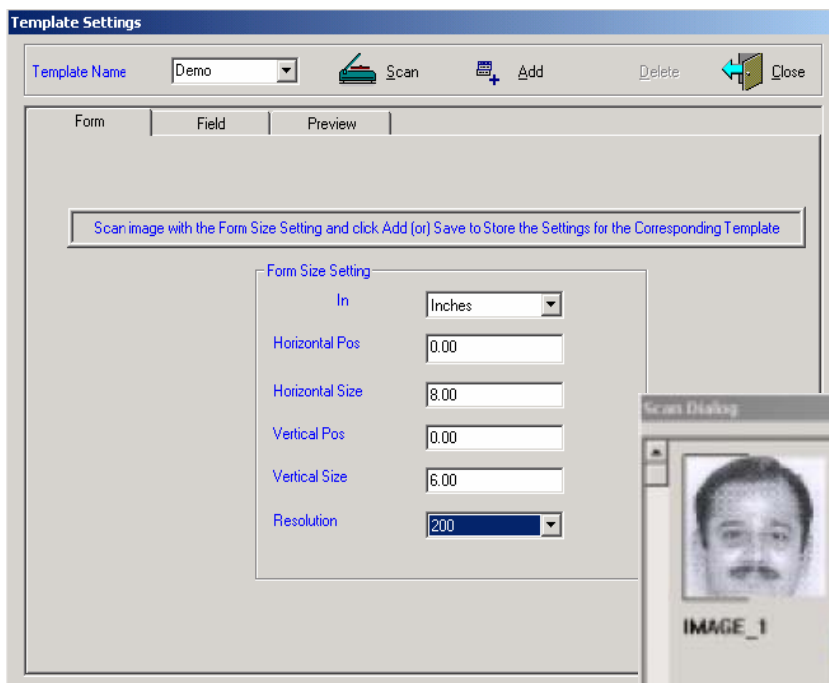 Template Settings
Template Name Demo Scan Add Delete Close
Form Field Preview
Scan image with the Form Size Setting and click Add (or) Save to Store the Settings for the Corresponding Template
Form Size Setting
In Inches
Horizontal Pos 0.00
Horizontal Size 8.00
Scan Dialog
Vertical Pos 0.00
Vertical Size 6.00
Resolution 200
IMAGE_1